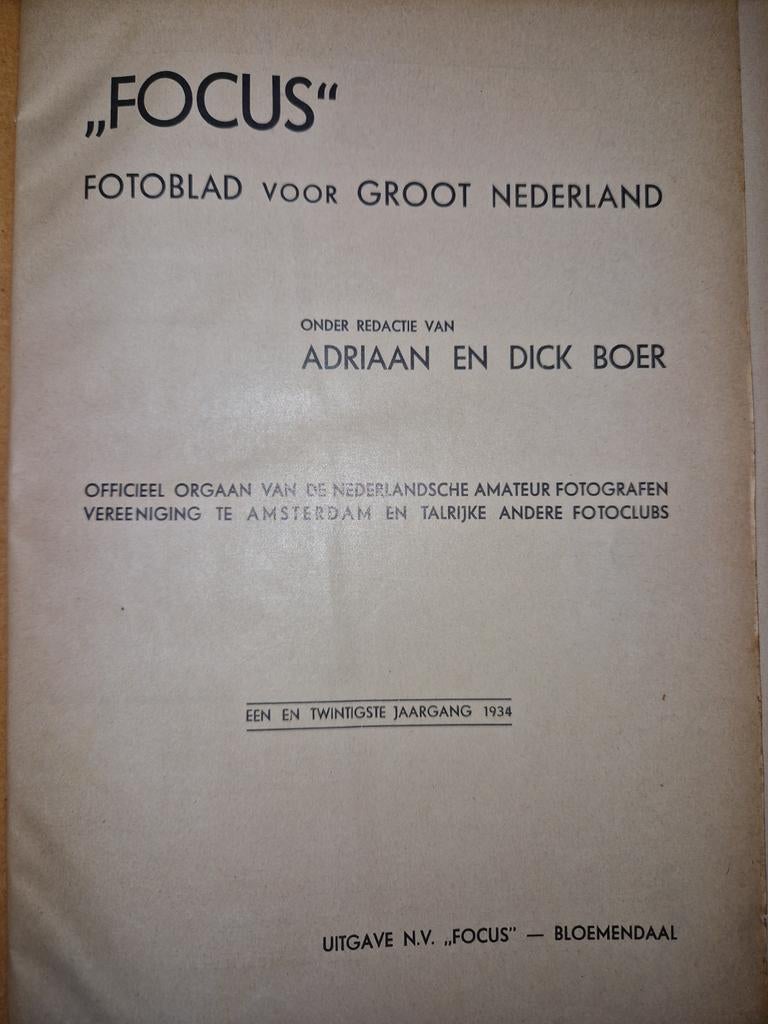 „FOCUS“
FOTOBLAD VOOR GROOT NEDERLAND
ONDER REDACTIE VAN
ADRIAAN EN DICK BOER
OFFICIEEL ORGAAN VAN DE NEDERLANDSCHE AMATEUR FOTOGRAFEN
VEREENIGING TE AMSTERDAM EN TALRIJKE ANDERE FOTOCLUBS
EEN EN TWINTIGSTE JAARGANG 1934
UITGAVE N.V. „FOCUS” — BLOEMENDAAL